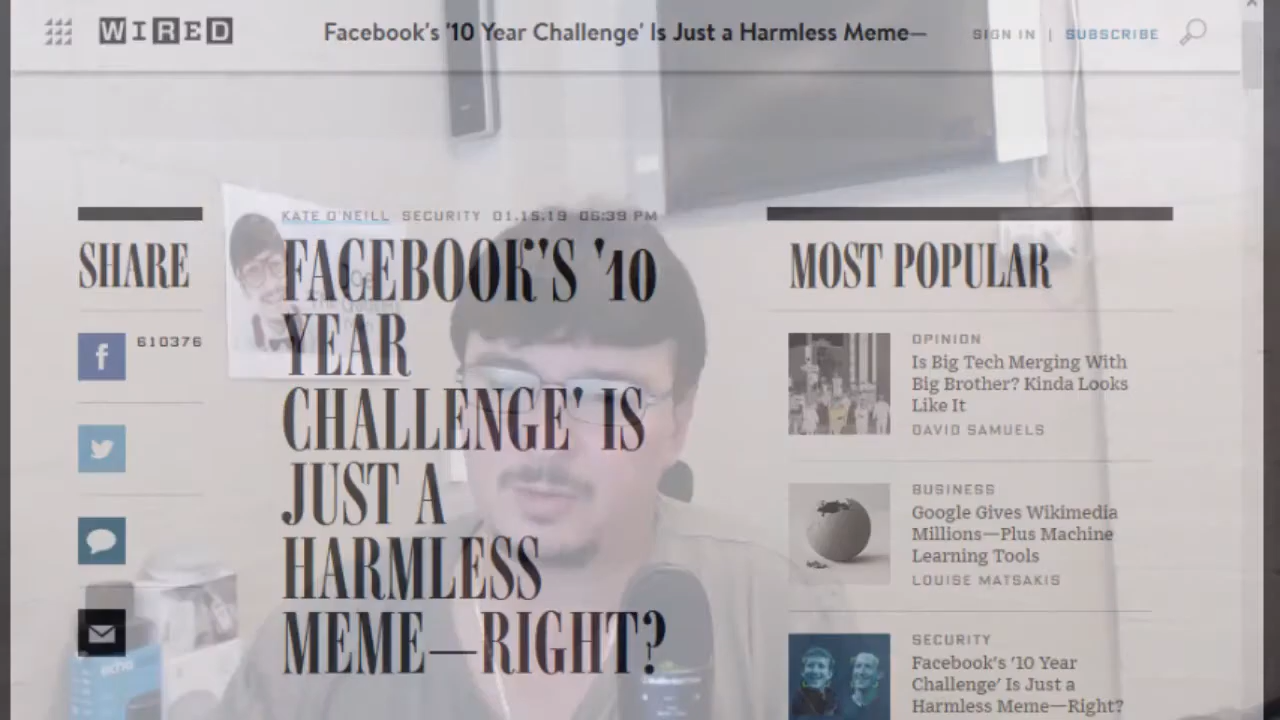 WIRED
Facebook's '10 Year Challenge' Is Just a Harmless Meme—
SIGN IN | SUBSCRIBE
SHARE
610376
KATE O'NEILL SECURITY 01.15.19 06:39 PM
FACEBOOK'S '10
YEAR
CHALLENGE' IS
JUST A
HARMLESS
MEME—RIGHT?
MOST POPULAR
OPINION
Is Big Tech Merging With
Big Brother? Kinda Looks
Like It
DAVID SAMUELS
BUSINESS
Google Gives Wikimedia
Millions—Plus Machine
Learning Tools
LOUISE MATSAKIS
SECURITY
Facebook's '10 Year
Challenge' Is Just a
Harmless Meme—Right?
echo